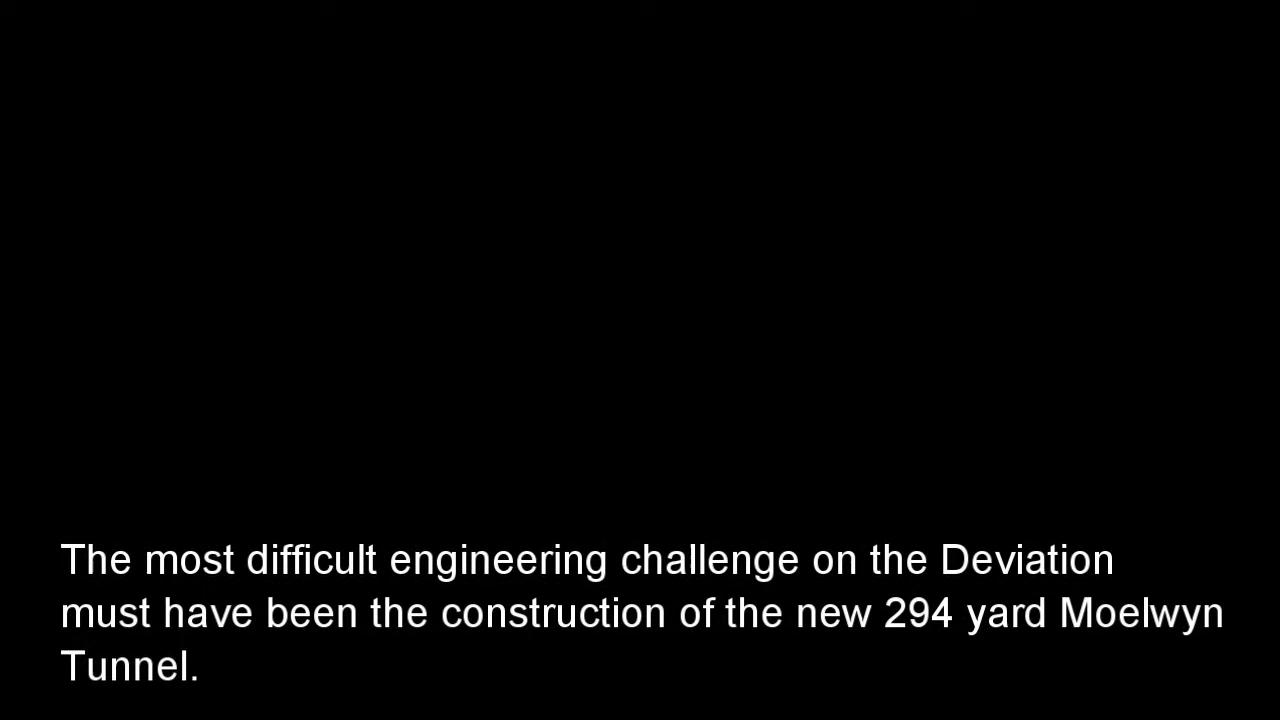 The most difficult engineering challenge on the Deviation
must have been the construction of the new 294 yard Moelwyn
Tunnel.